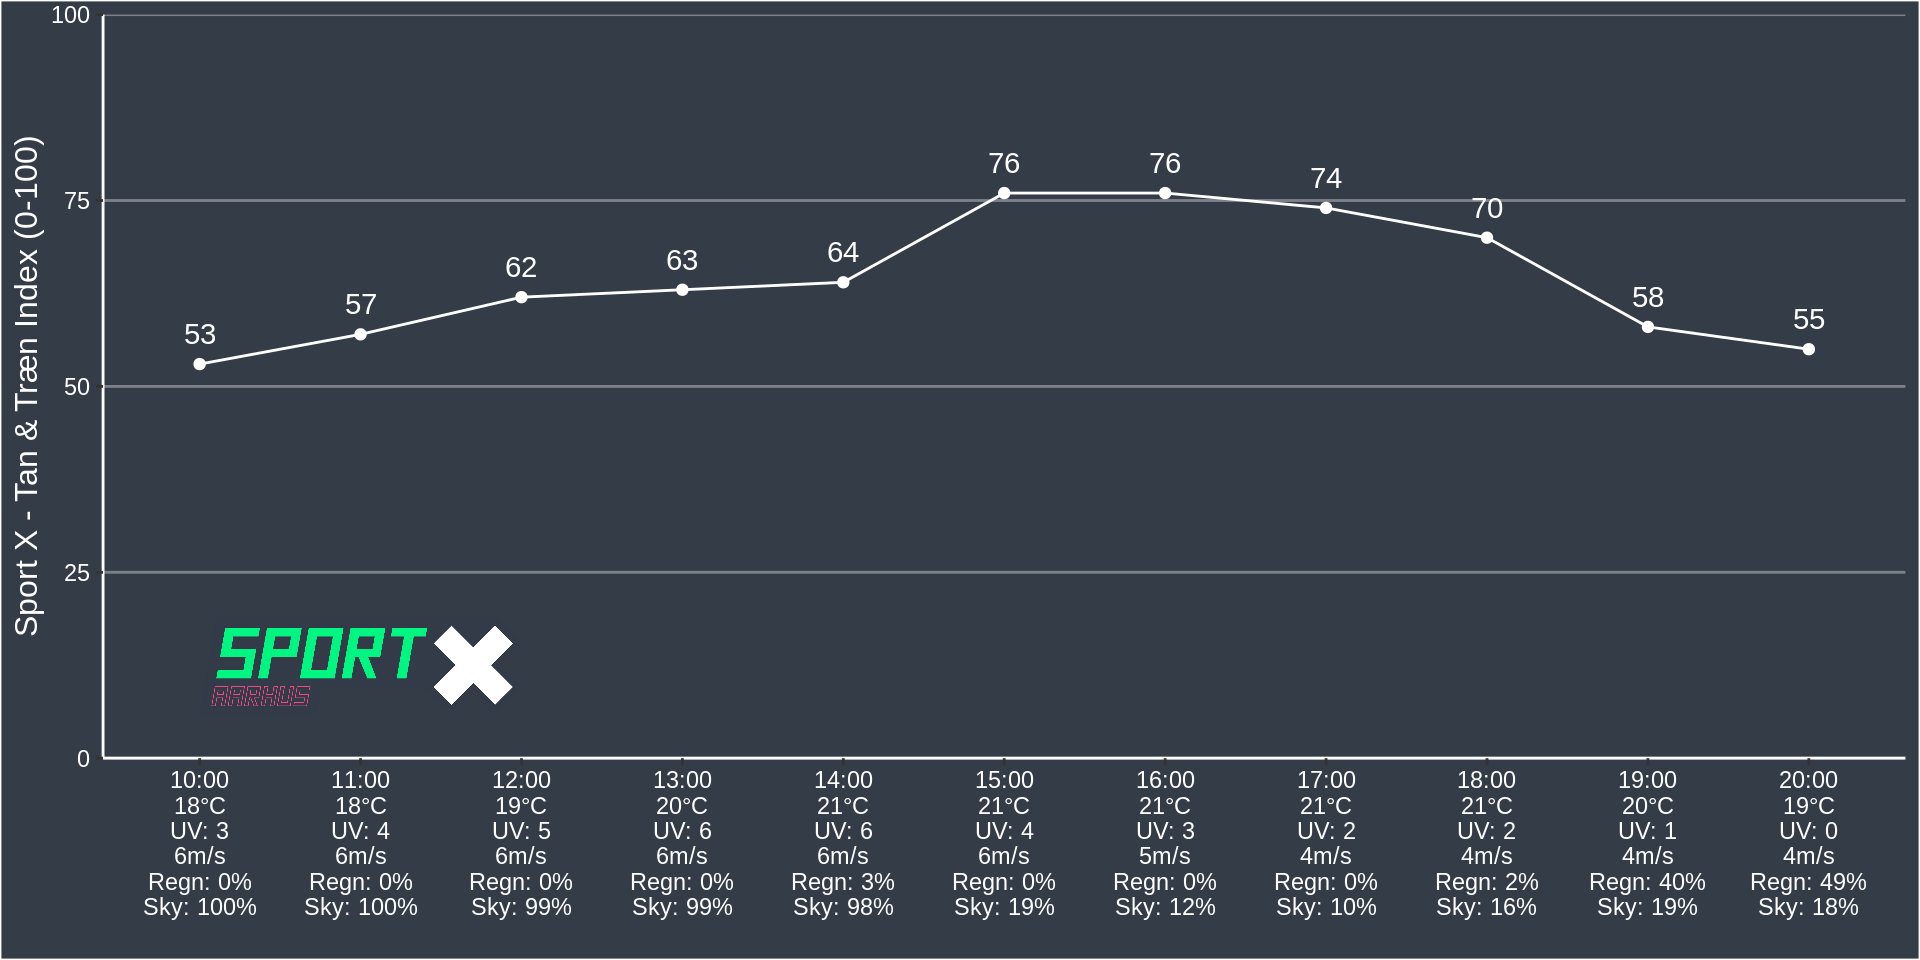 Sport X - Tan & Træn Index (0-100)
100
75
50
25
0
53
57
62
63
64
76
76
74
70
58
55
SPORT X
AARHUS
10:00 11:00 12:00 13:00 14:00 15:00 16:00 17:00 18:00 19:00 20:00
18°C 18°C 19°C 20°C 21°C 21°C 21°C 21°C 21°C 20°C 19°C
UV: 3 UV: 4 UV: 5 UV: 6 UV: 6 UV: 4 UV: 3 UV: 2 UV: 2 UV: 1 UV: 0
6m/s 6m/s 6m/s 6m/s 6m/s 6m/s 5m/s 4m/s 4m/s 4m/s 4m/s
Regn: 0% Regn: 0% Regn: 0% Regn: 0% Regn: 3% Regn: 0% Regn: 0% Regn: 0% Regn: 2% Regn: 40% Regn: 49%
Sky: 100% Sky: 100% Sky: 99% Sky: 99% Sky: 98% Sky: 19% Sky: 12% Sky: 10% Sky: 16% Sky: 19% Sky: 18%